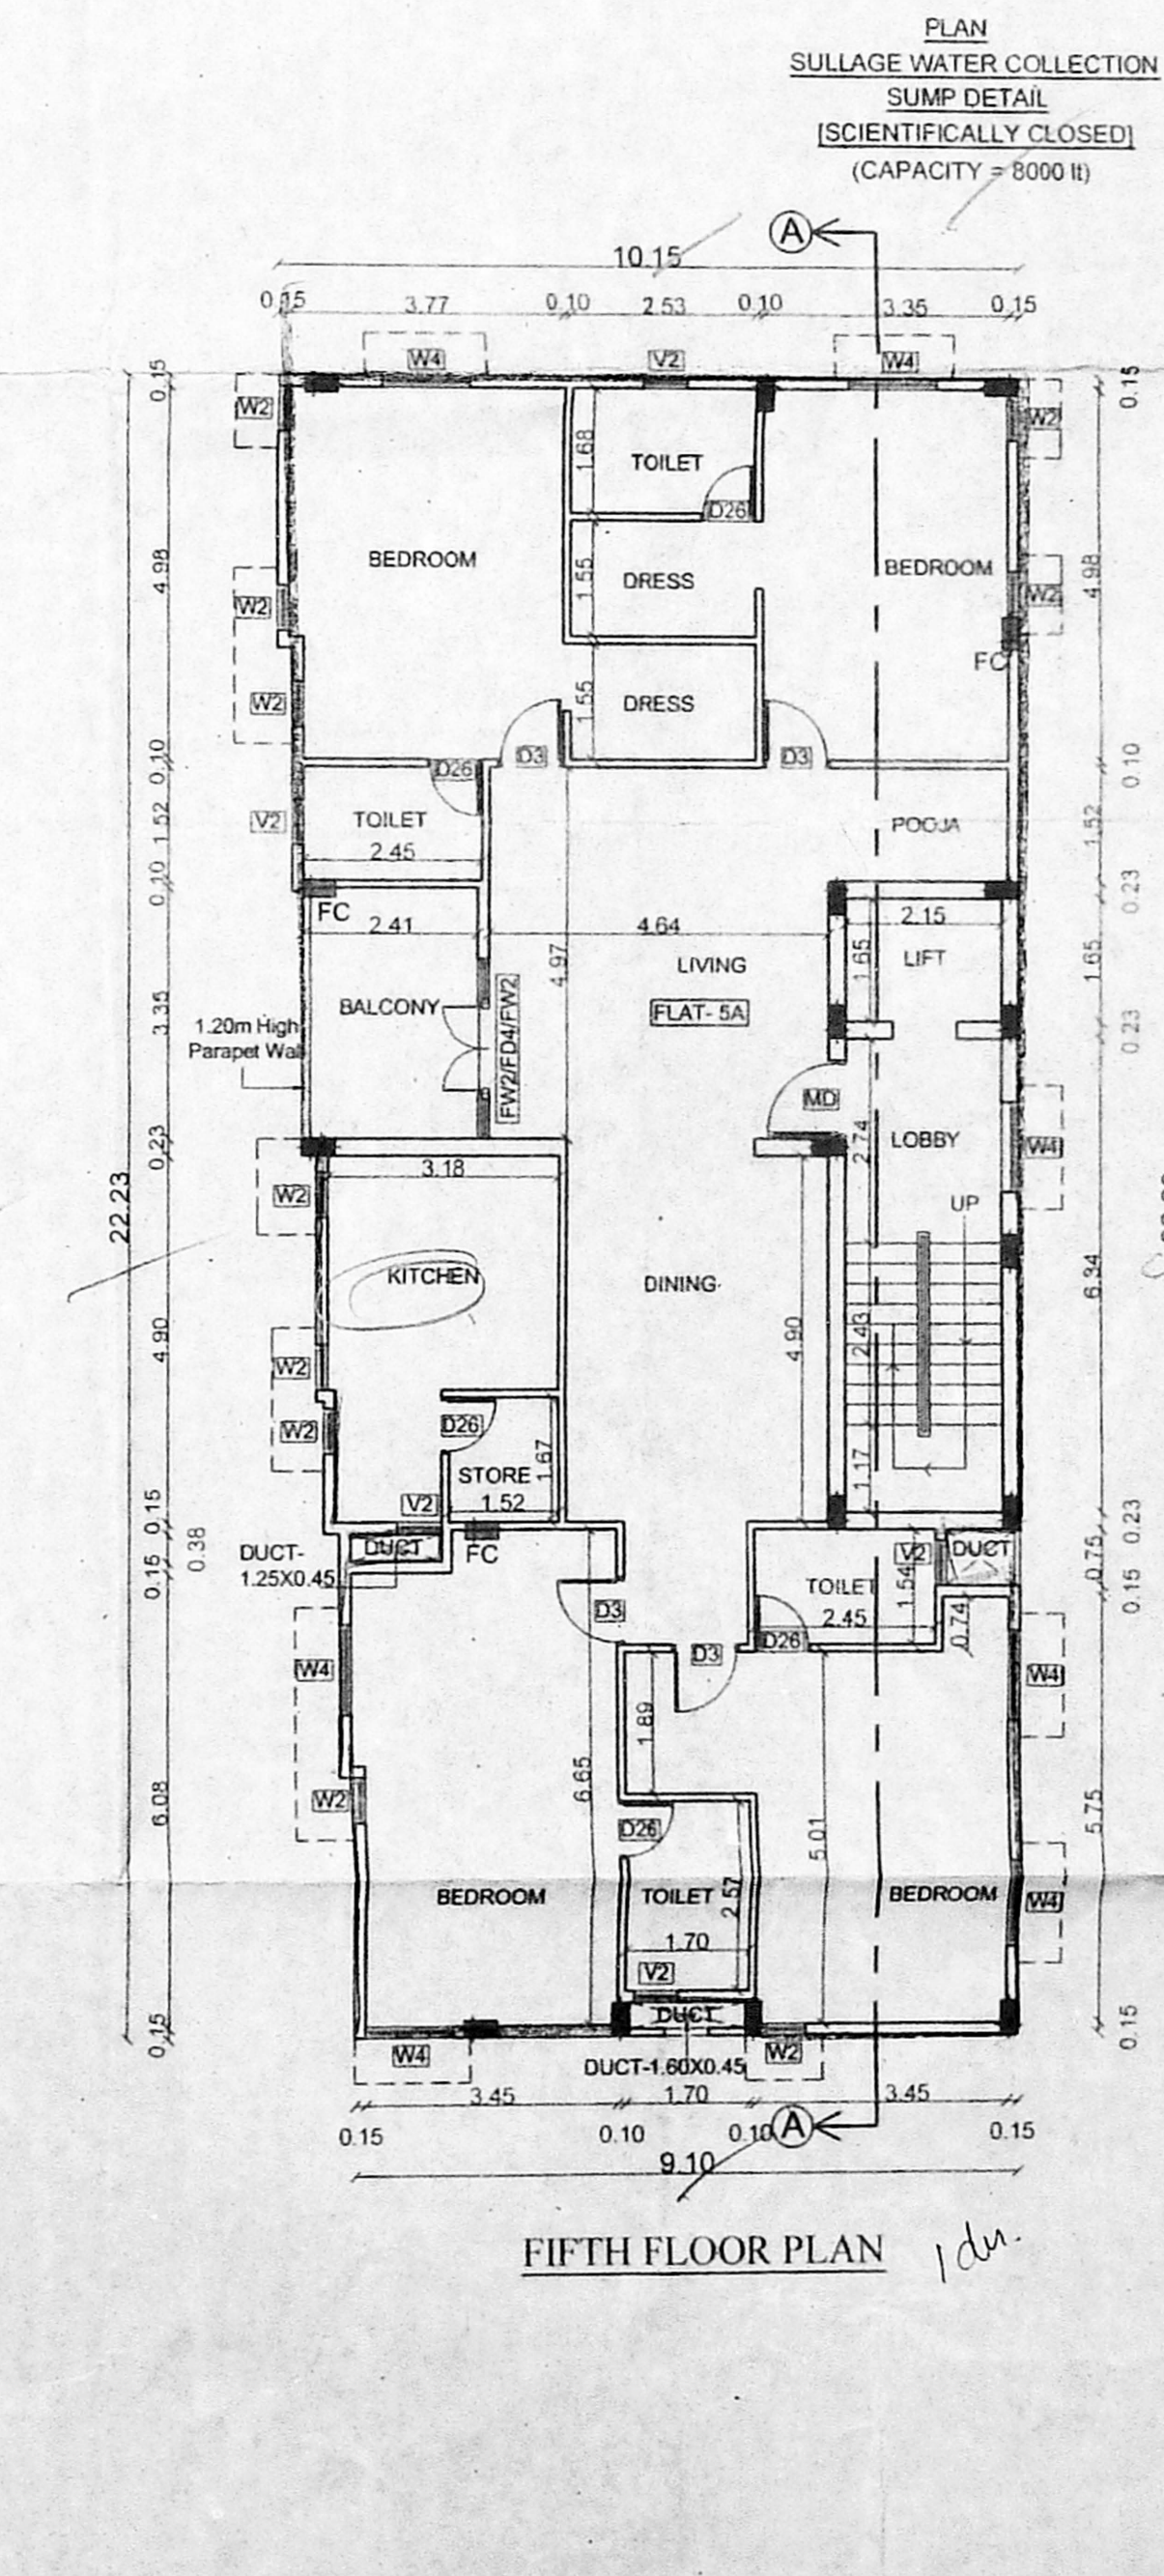 PLAN
SULLAGE WATER COLLECTION
SUMP DETAIL
[SCIENTIFICALLY CLOSED]
(CAPACITY = 8000 lt)
A
10.15
0.15 3.77 0.10 2.53 0.10 3.35 0.15
W4 V2 W4
0.15 0.15
W2 W2
1.68 TOILET
D26
4.98 BEDROOM 1.55 DRESS BEDROOM 4.98
W2 W2
FC
W2 1.55 DRESS
0.10 D26 D3 D3 0.10
V2 1.52 TOILET POOJA 1.52
2.45
0.10 0.23
FC
2.41 4.64 2.15
4.97 LIVING 1.65 LIFT 1.65
3.35 BALCONY FW2/FD4/FW2 FLAT- 5A
1.20m High
Parapet Wall
0.23
MD
0.23 2.74 LOBBY W4
3.18
22.23 W2 UP
KITCHEN DINING 6.34
4.90 W2 4.90 2.43
W2 D26
STORE 1.67 1.17
V2 1.52
0.15 0.23
0.38 DUCT FC V2 DUCT 0.75
DUCT-
1.25X0.45
0.15 TOILET 1.54 0.15
D3 2.45 0.74
D3 D26
W4 W4
1.89
6.65
6.08 W2 5.75
D26 5.01
BEDROOM TOILET 2.57 BEDROOM W4
1.70
V2
0.15 DUCT 0.15
W4 DUCT-1.60X0.45 W2
3.45 1.70 3.45
0.15 0.10 0.10 A 0.15
9.10
FIFTH FLOOR PLAN